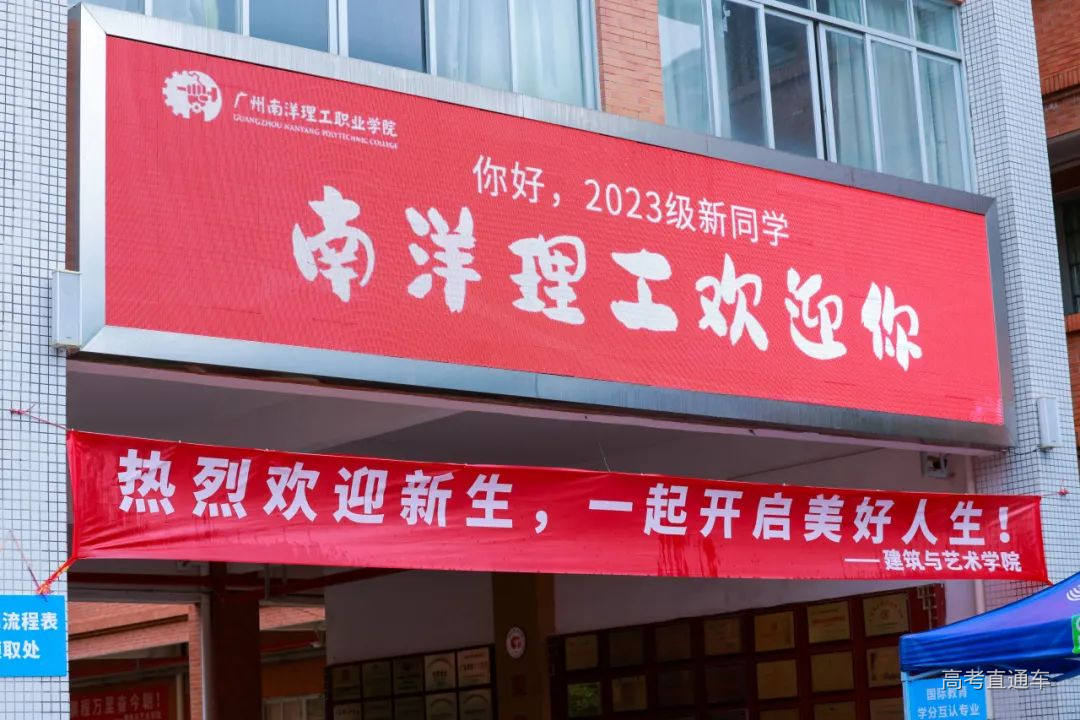 广州南洋理工职业学院
GUANGZHOU NANYANG POLYTECHNIC COLLEGE
你好，2023级新同学
南洋理工欢迎你
热烈欢迎新生，一起开启美好人生！
——建筑与艺术学院
流程表
取处
国际教育
学分互认专业
高考直通车